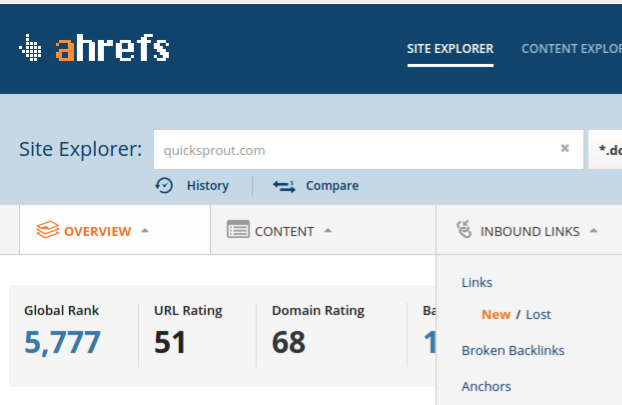 ahrefs
SITE EXPLORER CONTENT EXPLOR
Site Explorer: quicksprout.com × *.do
History Compare
OVERVIEW CONTENT INBOUND LINKS
Links
Global Rank URL Rating Domain Rating Ba
New / Lost
5,777 51 68 1
Broken Backlinks
Anchors